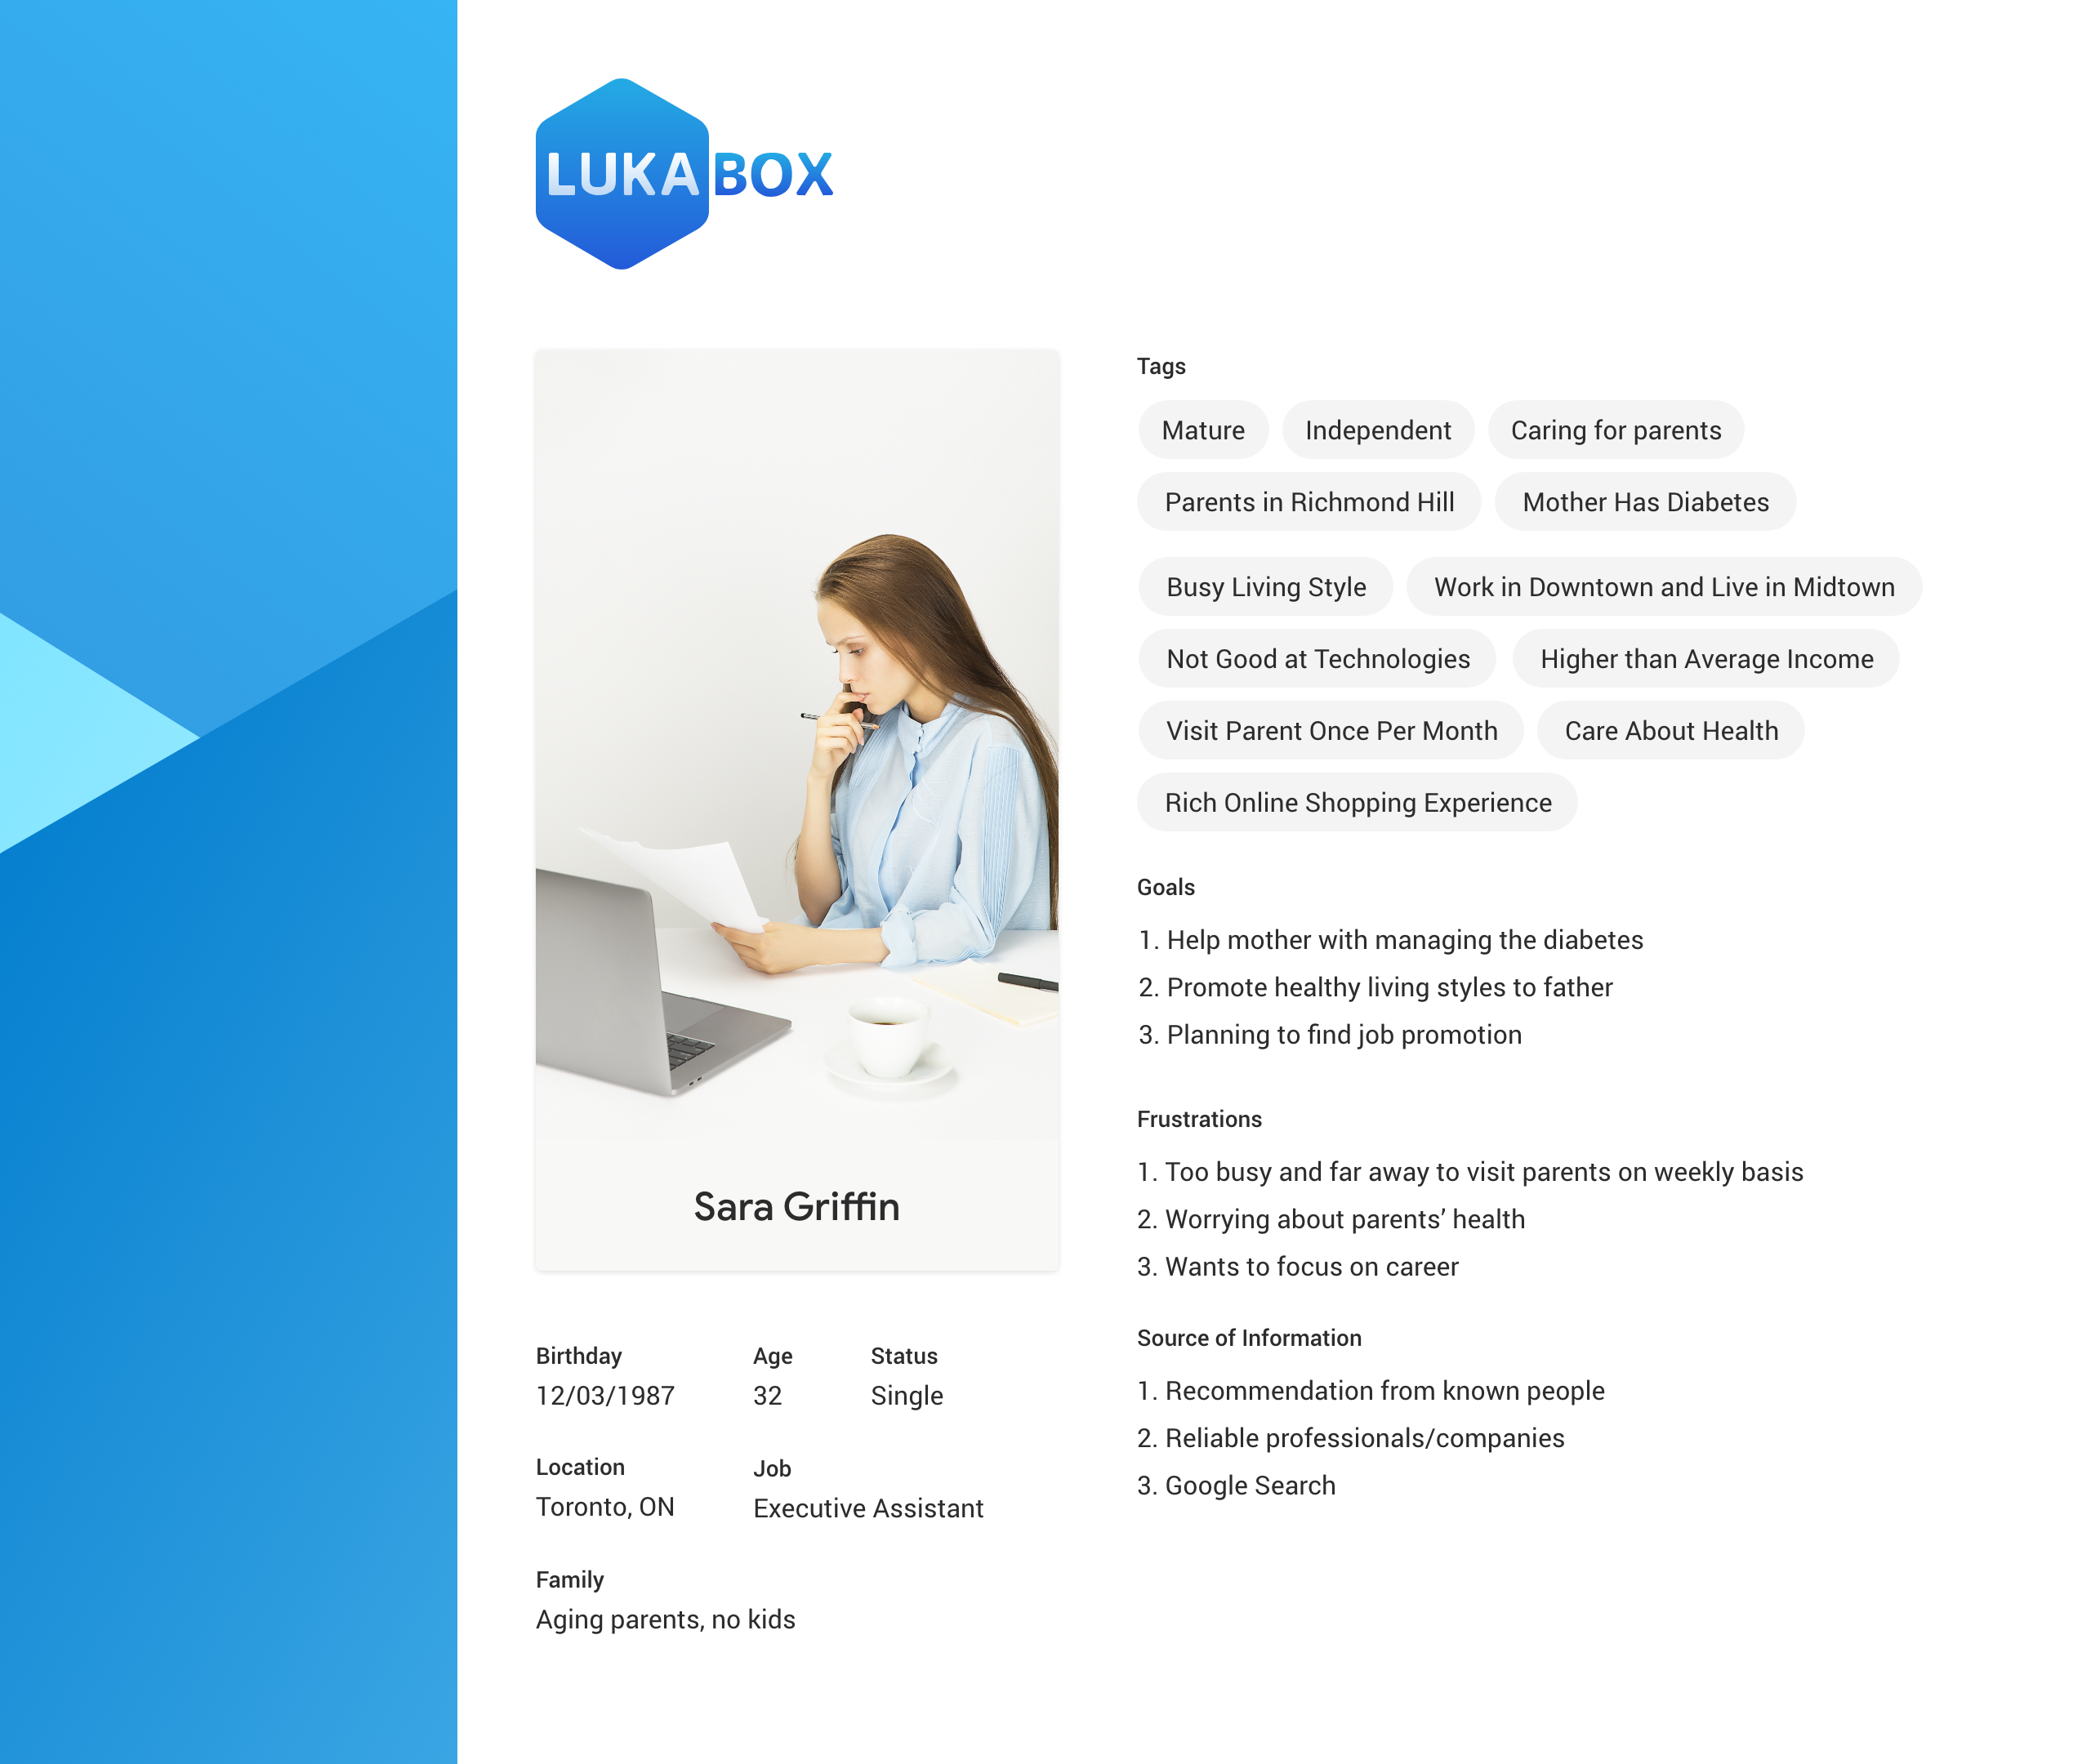 LUKABOX
Sara Griffin
Birthday
12/03/1987
Age
32
Status
Single
Location
Toronto, ON
Job
Executive Assistant
Family
Aging parents, no kids
Tags
Mature Independent Caring for parents
Parents in Richmond Hill Mother Has Diabetes
Busy Living Style Work in Downtown and Live in Midtown
Not Good at Technologies Higher than Average Income
Visit Parent Once Per Month Care About Health
Rich Online Shopping Experience
Goals
1. Help mother with managing the diabetes
2. Promote healthy living styles to father
3. Planning to find job promotion
Frustrations
1. Too busy and far away to visit parents on weekly basis
2. Worrying about parents’ health
3. Wants to focus on career
Source of Information
1. Recommendation from known people
2. Reliable professionals/companies
3. Google Search